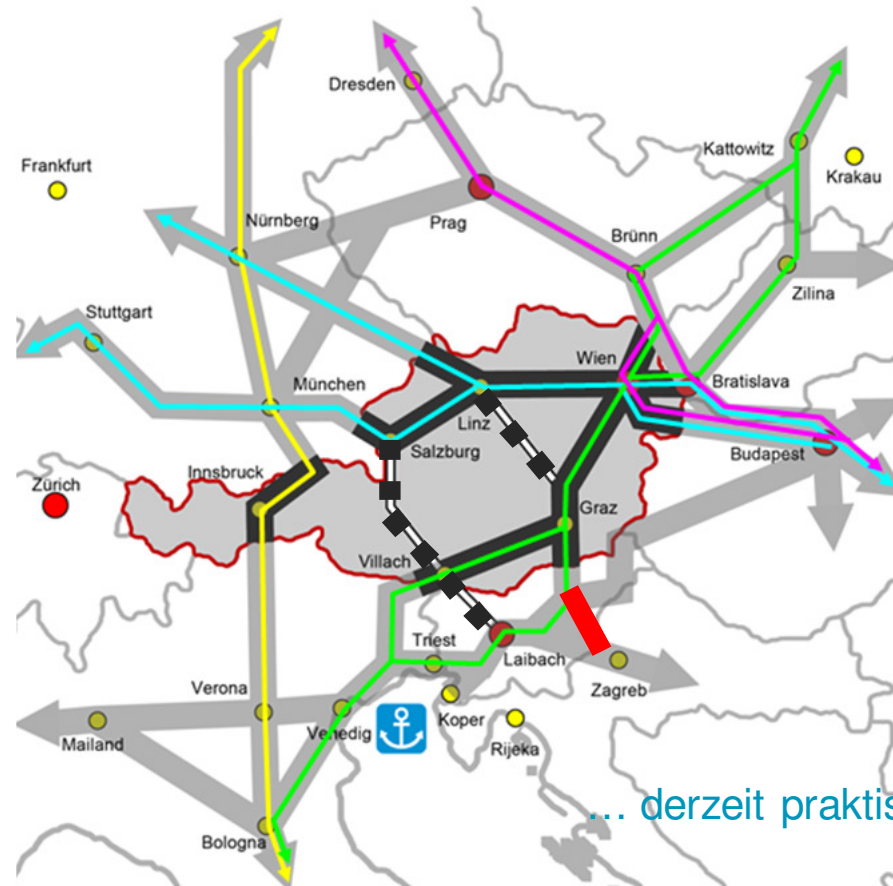 Dresden
Kattowitz
Krakau
Frankfurt
Nürnberg
Prag
Brünn
Zilina
Stuttgart
Wien
München
Bratislava
Linz
Salzburg
Budapest
Innsbruck
Zürich
Graz
Villach
Triest
Laibach
Zagreb
Verona
Koper
Venedig
Mailand
Rijeka
... derzeit praktis
Bologna